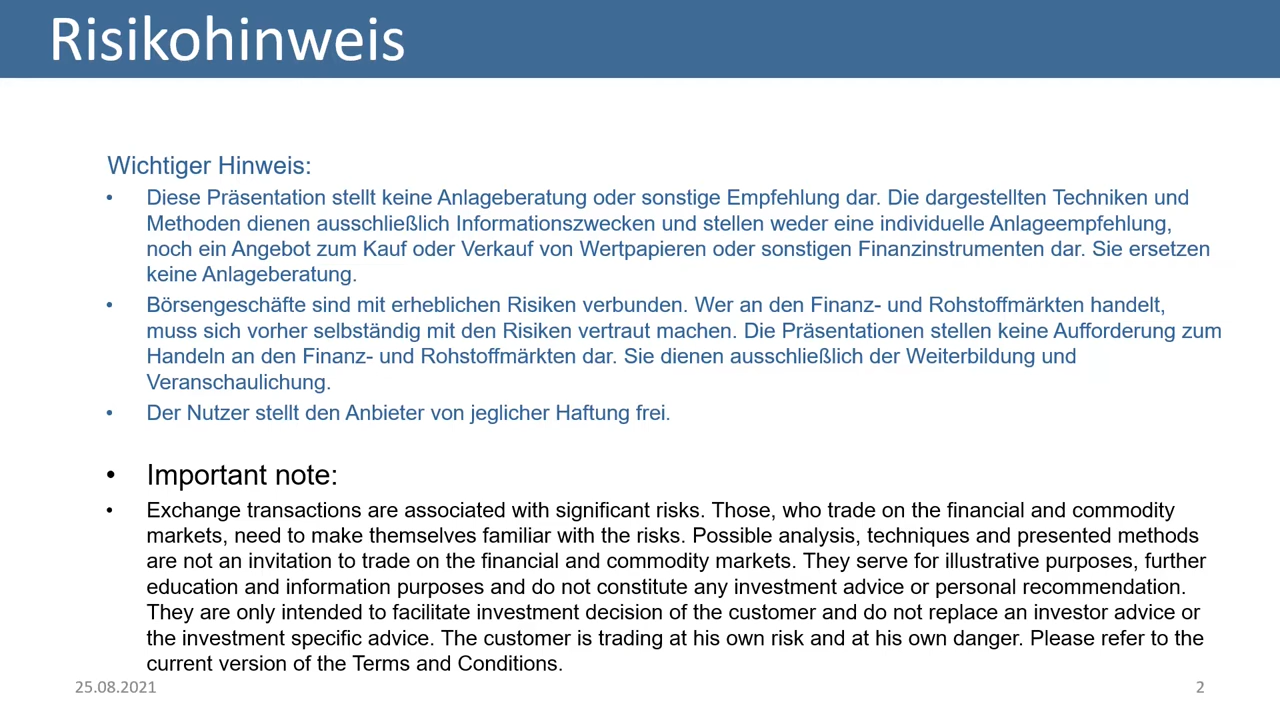 Risikohinweis
Wichtiger Hinweis:
• Diese Präsentation stellt keine Anlageberatung oder sonstige Empfehlung dar. Die dargestellten Techniken und
Methoden dienen ausschließlich Informationszwecken und stellen weder eine individuelle Anlageempfehlung,
noch ein Angebot zum Kauf oder Verkauf von Wertpapieren oder sonstigen Finanzinstrumenten dar. Sie ersetzen
keine Anlageberatung.
• Börsengeschäfte sind mit erheblichen Risiken verbunden. Wer an den Finanz- und Rohstoffmärkten handelt,
muss sich vorher selbständig mit den Risiken vertraut machen. Die Präsentationen stellen keine Aufforderung zum
Handeln an den Finanz- und Rohstoffmärkten dar. Sie dienen ausschließlich der Weiterbildung und
Veranschaulichung.
• Der Nutzer stellt den Anbieter von jeglicher Haftung frei.
• Important note:
• Exchange transactions are associated with significant risks. Those, who trade on the financial and commodity
markets, need to make themselves familiar with the risks. Possible analysis, techniques and presented methods
are not an invitation to trade on the financial and commodity markets. They serve for illustrative purposes, further
education and information purposes and do not constitute any investment advice or personal recommendation.
They are only intended to facilitate investment decision of the customer and do not replace an investor advice or
the investment specific advice. The customer is trading at his own risk and at his own danger. Please refer to the
current version of the Terms and Conditions.
25.08.2021
2